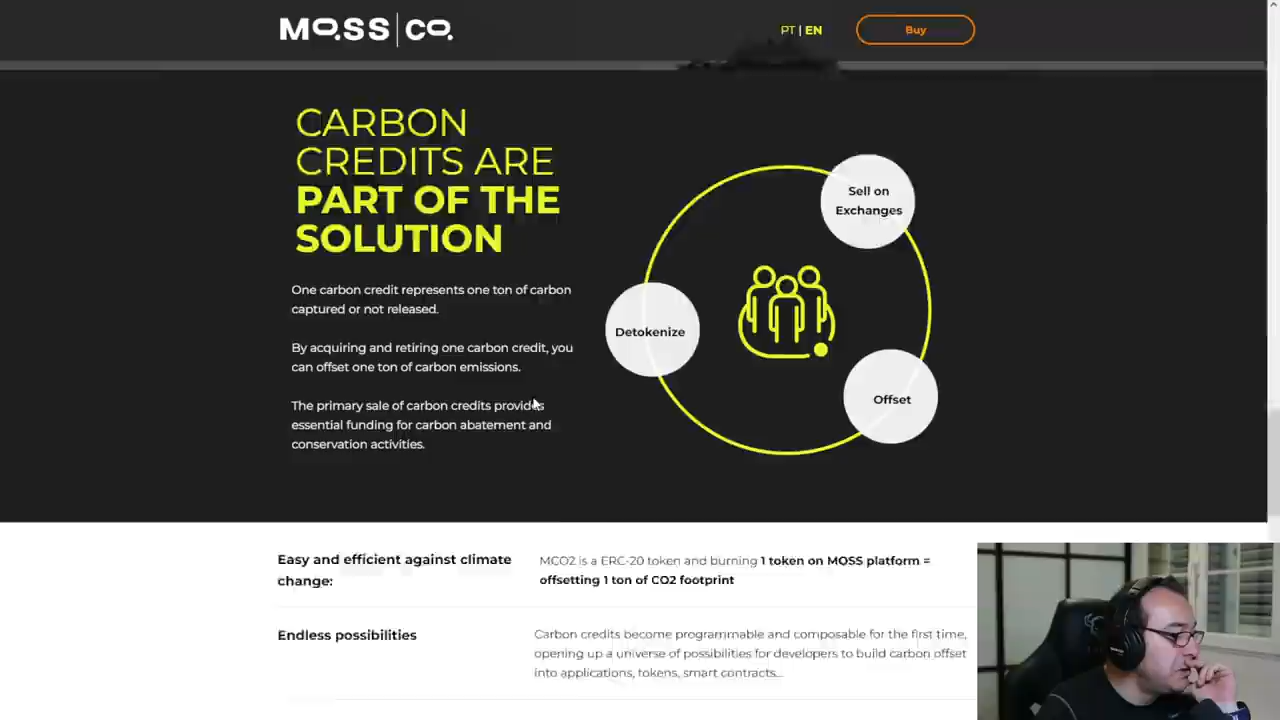 MOSS|CO.
PT | EN
Buy
CARBON
CREDITS ARE
PART OF THE
SOLUTION
One carbon credit represents one ton of carbon
captured or not released.
By acquiring and retiring one carbon credit, you
can offset one ton of carbon emissions.
The primary sale of carbon credits provides
essential funding for carbon abatement and
conservation activities.
Sell on
Exchanges
Detokenize
Offset
Easy and efficient against climate
change:
MCO2 is a ERC-20 token and burning 1 token on MOSS platform =
offsetting 1 ton of CO2 footprint
Endless possibilities
Carbon credits become programmable and composable for the first time,
opening up a universe of possibilities for developers to build carbon offset
into applications, tokens, smart contracts...